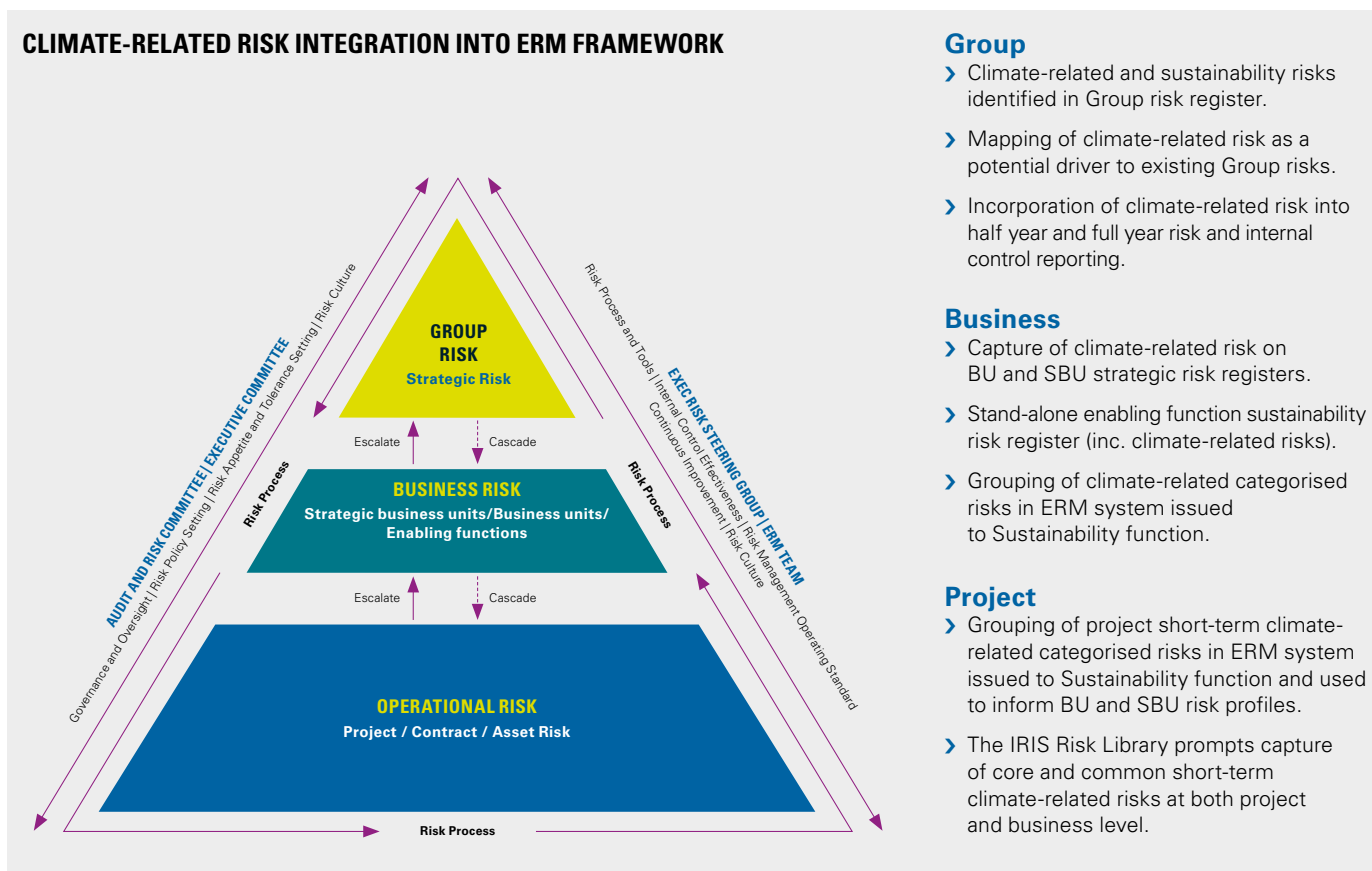 CLIMATE-RELATED RISK INTEGRATION INTO ERM FRAMEWORK
AUDIT AND RISK COMMITTEE | EXECUTIVE COMMITTEE
Governance and Oversight | Risk Policy Setting | Risk Appetite and Tolerance Setting | Risk Culture
Risk Process
GROUP
RISK
Strategic Risk
Escalate
Cascade
BUSINESS RISK
Strategic business units/Business units/
Enabling functions
Escalate
Cascade
OPERATIONAL RISK
Project / Contract / Asset Risk
Risk Process
Risk Process
EXEC RISK STEERING GROUP | ERM TEAM
Risk Process and Tools | Internal Control Effectiveness | Risk Management Operating Standard
Continuous Improvement | Risk Culture
Group
› Climate-related and sustainability risks
identified in Group risk register.
› Mapping of climate-related risk as a
potential driver to existing Group risks.
› Incorporation of climate-related risk into
half year and full year risk and internal
control reporting.
Business
› Capture of climate-related risk on
BU and SBU strategic risk registers.
› Stand-alone enabling function sustainability
risk register (inc. climate-related risks).
› Grouping of climate-related categorised
risks in ERM system issued
to Sustainability function.
Project
› Grouping of project short-term climate-
related categorised risks in ERM system
issued to Sustainability function and used
to inform BU and SBU risk profiles.
› The IRIS Risk Library prompts capture
of core and common short-term
climate-related risks at both project
and business level.